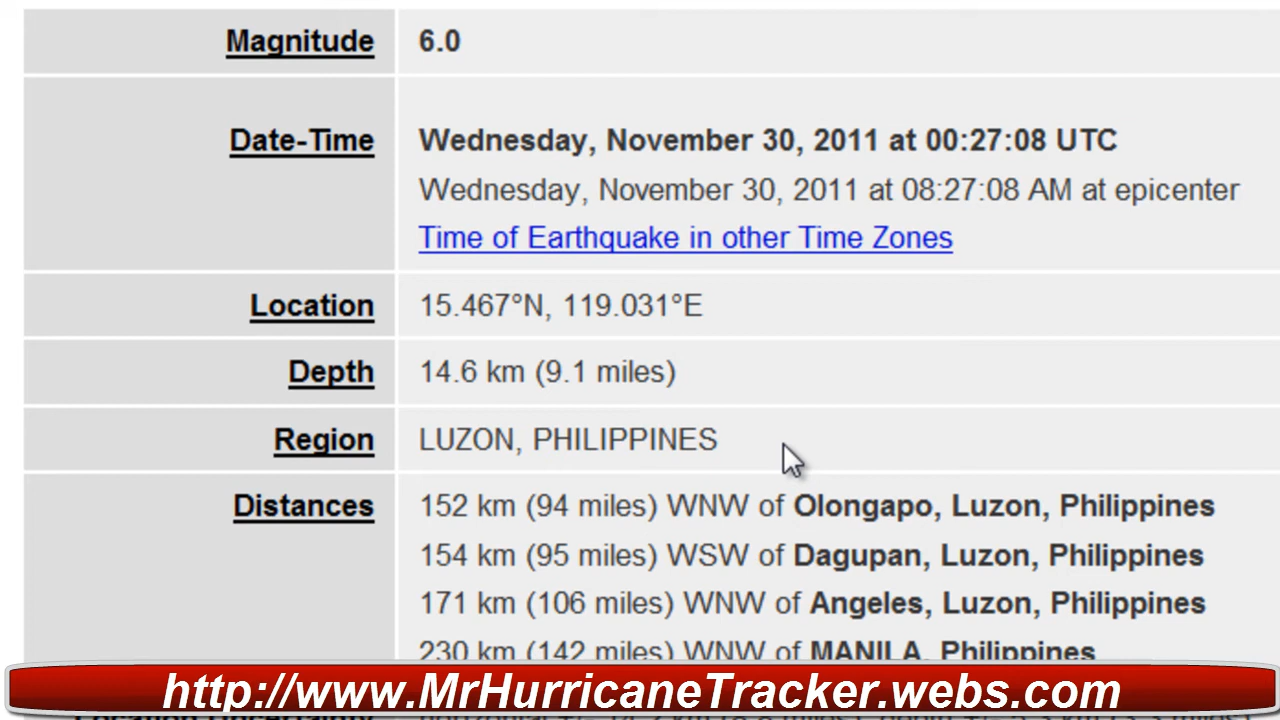 Magnitude 6.0
Date-Time Wednesday, November 30, 2011 at 00:27:08 UTC
Wednesday, November 30, 2011 at 08:27:08 AM at epicenter
Time of Earthquake in other Time Zones
Location 15.467°N, 119.031°E
Depth 14.6 km (9.1 miles)
Region LUZON, PHILIPPINES
Distances 152 km (94 miles) WNW of Olongapo, Luzon, Philippines
154 km (95 miles) WSW of Dagupan, Luzon, Philippines
171 km (106 miles) WNW of Angeles, Luzon, Philippines
230 km (142 miles) WNW of MANILA, Philippines
http://www.MrHurricaneTracker.webs.com